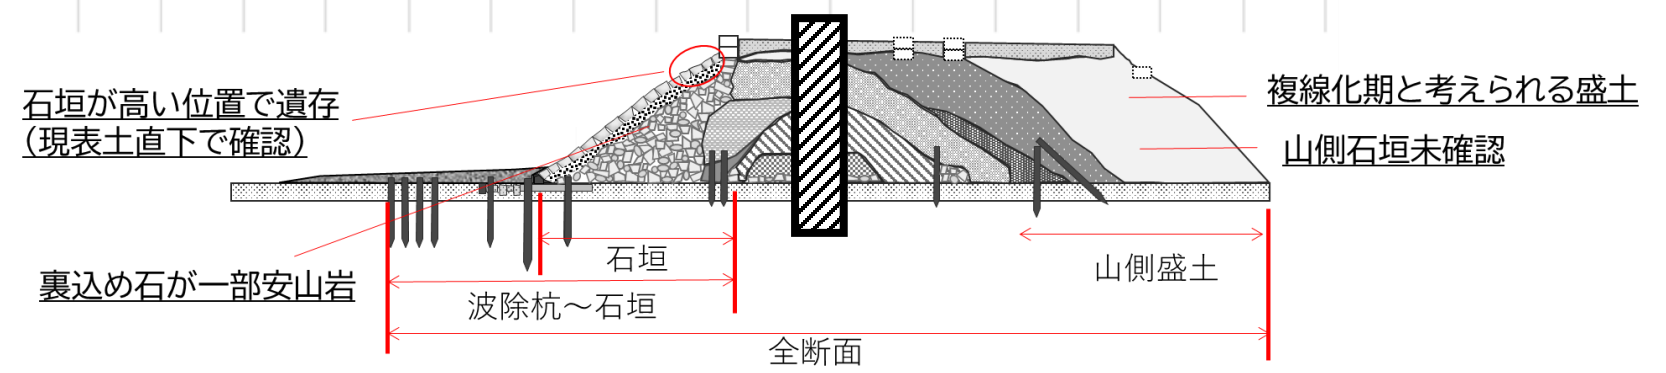 石垣が高い位置で遺存
（現表土直下で確認）
複線化期と考えられる盛土
山側石垣未確認
裏込め石が一部安山岩
石垣
山側盛土
波除杭～石垣
全断面